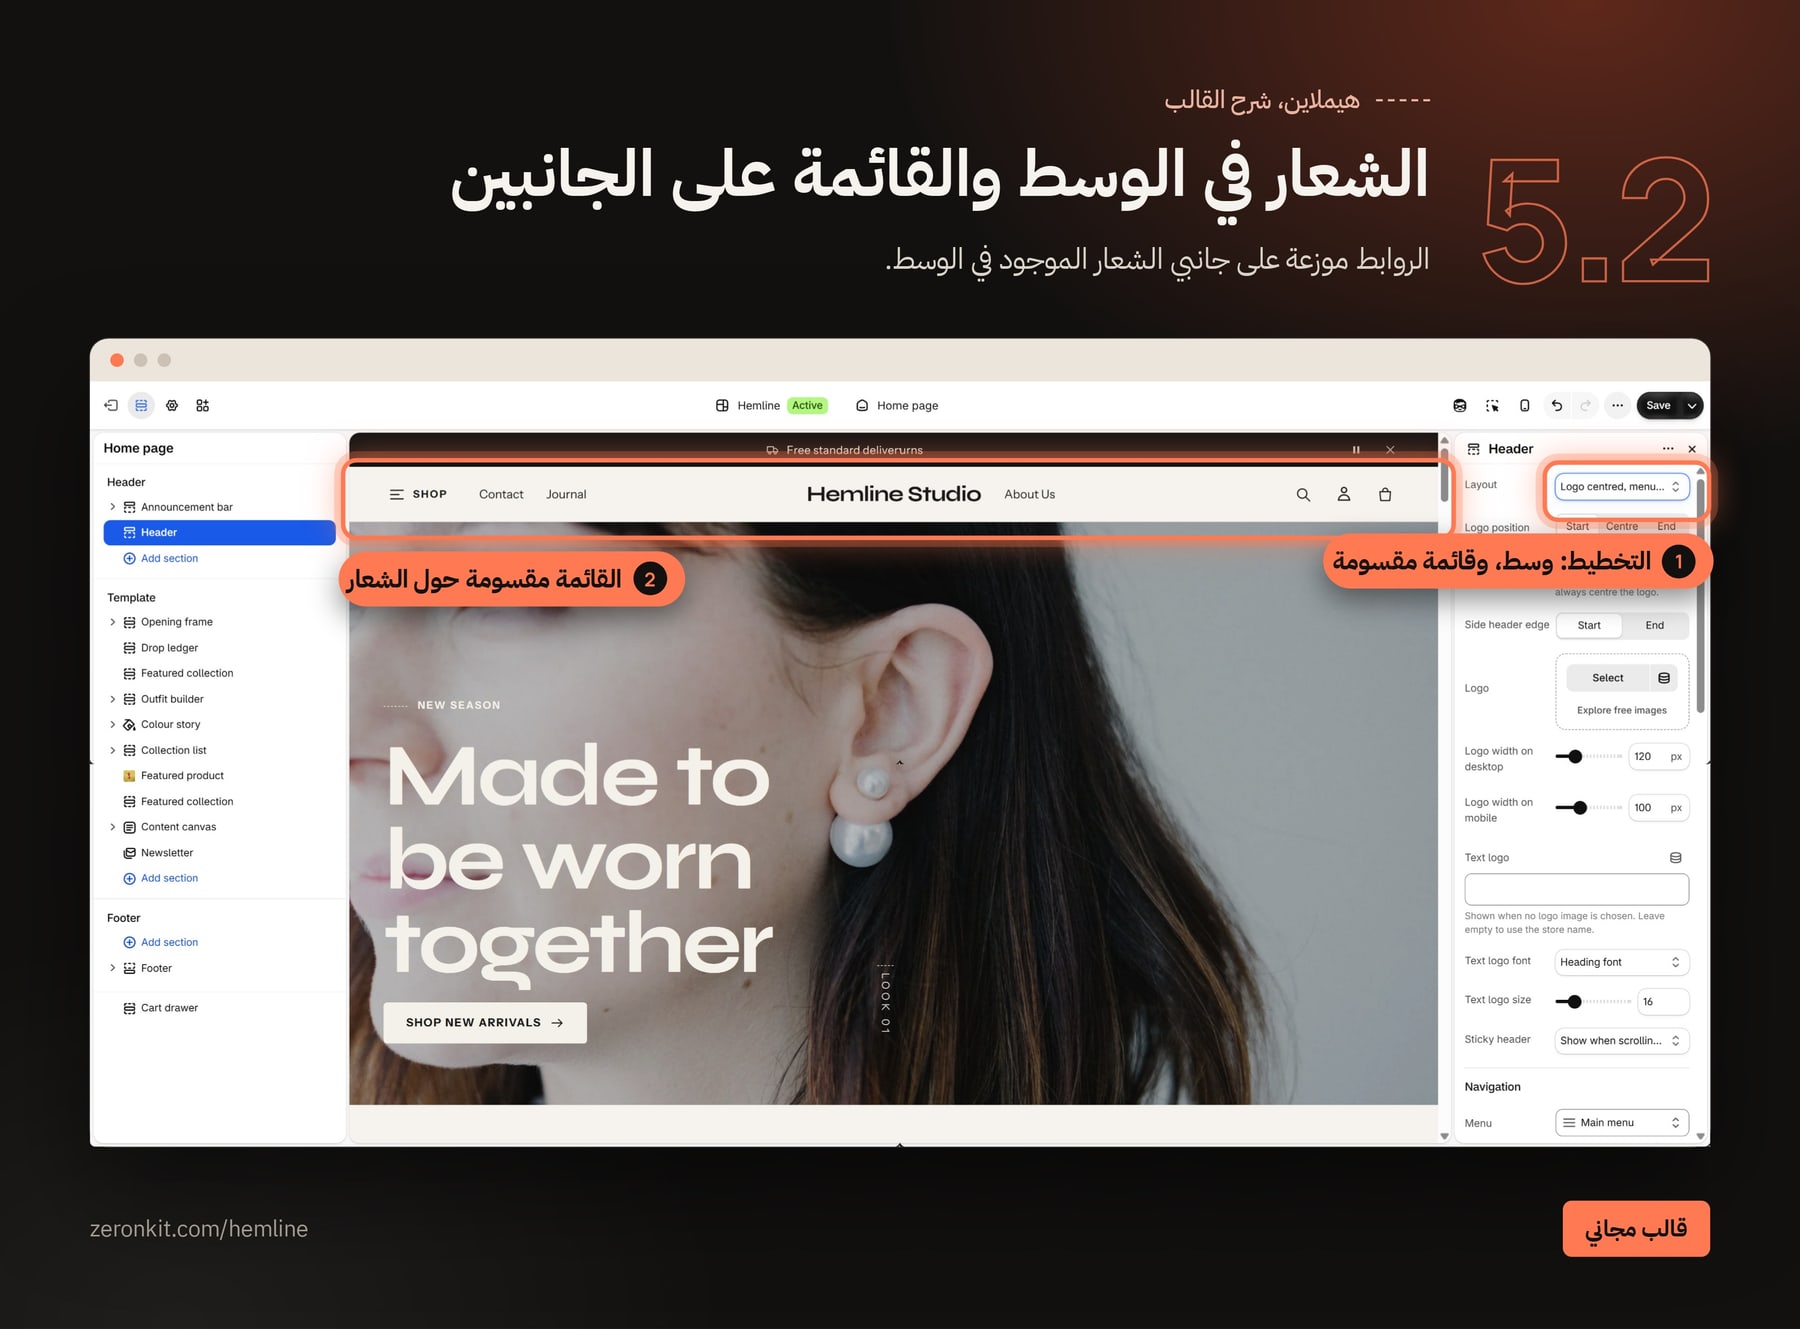 هيملاين، شرح القالب
5.2
الشعار في الوسط والقائمة على الجانبين
الروابط موزعة على جانبي الشعار الموجود في الوسط.
Hemline Active Home page
Save
Home page
Header
Announcement bar
Header
Add section
Template
Opening frame
Drop ledger
Featured collection
Outfit builder
Colour story
Collection list
Featured product
Featured collection
Content canvas
Newsletter
Add section
Footer
Add section
Footer
Cart drawer
Free standard deliverurns
SHOP Contact Journal Hemline Studio About Us
2 القائمة مقسومة حول الشعار
NEW SEASON
Made to
be worn
together
SHOP NEW ARRIVALS
LOOK 01
Header
Layout Logo centred, menu...
Logo position Start Centre End
1 التخطيط: وسط، وقائمة مقسومة
always centre the logo.
Side header edge Start End
Logo Select
Explore free images
Logo width on desktop 120 px
Logo width on mobile 100 px
Text logo
Shown when no logo image is chosen. Leave
empty to use the store name.
Text logo font Heading font
Text logo size 16
Sticky header Show when scrollin...
Navigation
Menu Main menu
zeronkit.com/hemline
قالب مجاني